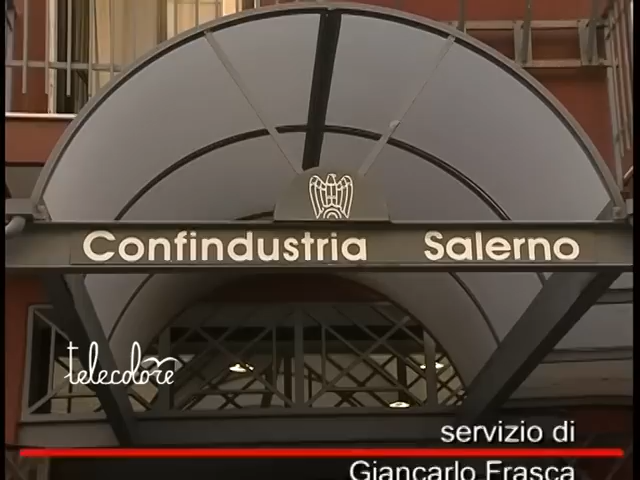 Confindustria Salerno
telecolore
servizio di
Giancarlo Frasca